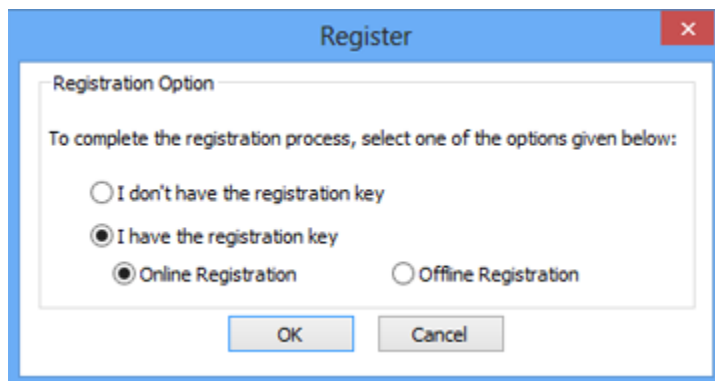 Register
Registration Option
To complete the registration process, select one of the options given below:
I don't have the registration key
I have the registration key
Online Registration Offline Registration
OK Cancel